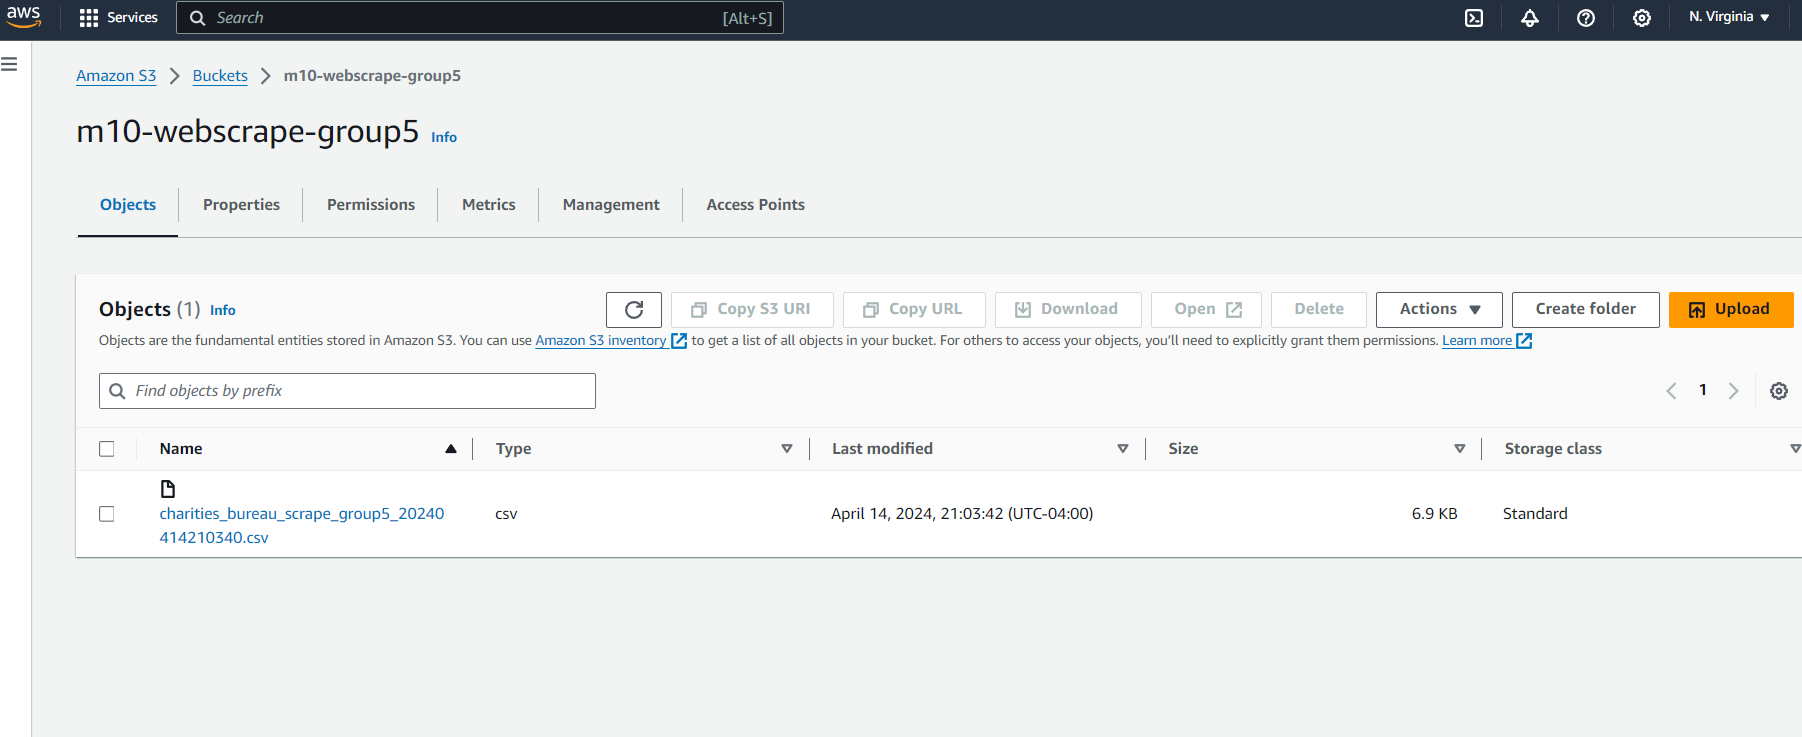 aws
Services
Search
[Alt+S]
N. Virginia
Amazon S3 Buckets m10-webscrape-group5
m10-webscrape-group5 Info
Objects Properties Permissions Metrics Management Access Points
Objects (1) Info
Copy S3 URI Copy URL Download Open Delete Actions Create folder Upload
Objects are the fundamental entities stored in Amazon S3. You can use Amazon S3 inventory to get a list of all objects in your bucket. For others to access your objects, you'll need to explicitly grant them permissions. Learn more
Find objects by prefix
1
Name Type Last modified Size Storage class
charities_bureau_scrape_group5_20240
414210340.csv
csv
April 14, 2024, 21:03:42 (UTC-04:00)
6.9 KB
Standard